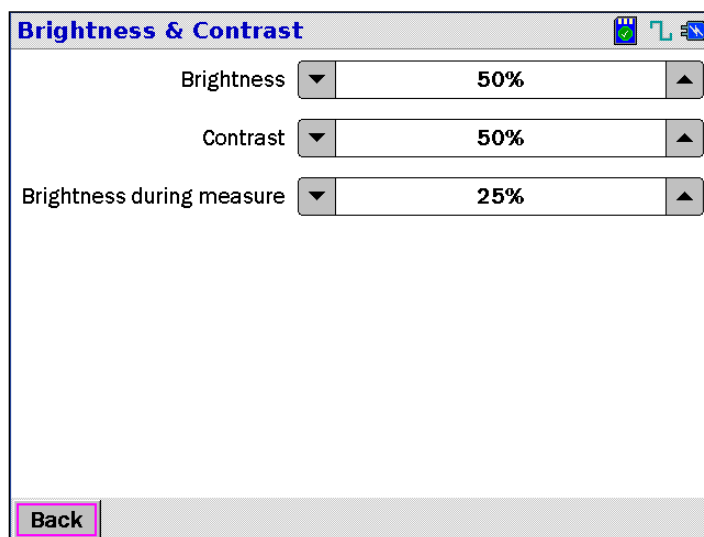 Brightness & Contrast
Brightness 50%
Contrast 50%
Brightness during measure 25%
Back